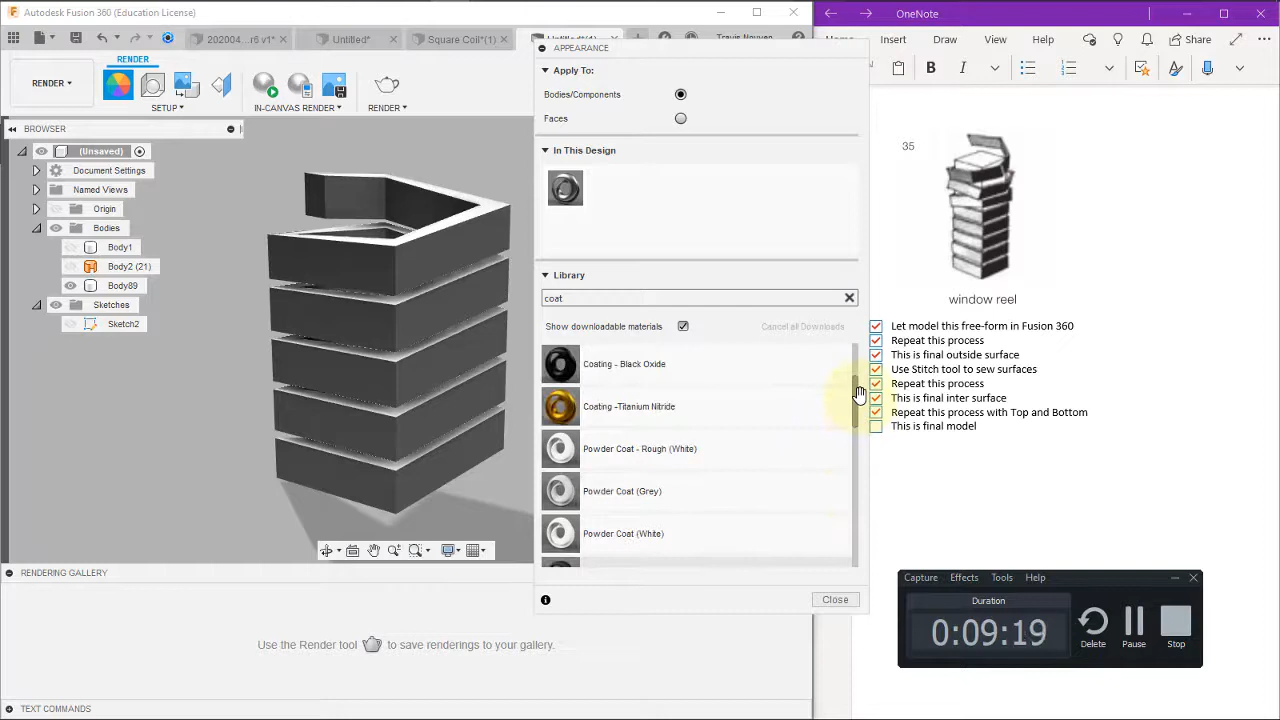 Autodesk Fusion 360 (Education License)
OneNote
202004...r6.v1*
Untitled*
Square Coil*(1)
RENDER
RENDER
SETUP
IN-CANVAS RENDER
RENDER
APPEARANCE
Apply To:
Bodies/Components
Faces
In This Design
Library
coat
Show downloadable materials
Cancel all Downloads
Coating - Black Oxide
Coating -Titanium Nitride
Powder Coat - Rough (White)
Powder Coat (Grey)
Powder Coat (White)
Close
BROWSER
(Unsaved)
Document Settings
Named Views
Origin
Bodies
Body1
Body2 (21)
Body89
Sketches
Sketch2
RENDERING GALLERY
Use the Render tool to save renderings to your gallery.
TEXT COMMANDS
Insert Draw View Help Share
B I
35
window reel
Let model this free-form in Fusion 360
Repeat this process
This is final outside surface
Use Stitch tool to sew surfaces
Repeat this process
This is final inter surface
Repeat this process with Top and Bottom
This is final model
Capture Effects Tools Help
Duration
0:09:19
Delete Pause Stop